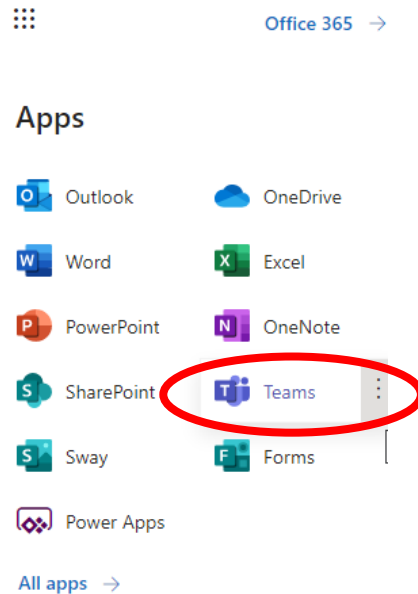 Office 365 →
Apps
Outlook OneDrive
Word Excel
PowerPoint OneNote
SharePoint Teams
Sway Forms
Power Apps
All apps →